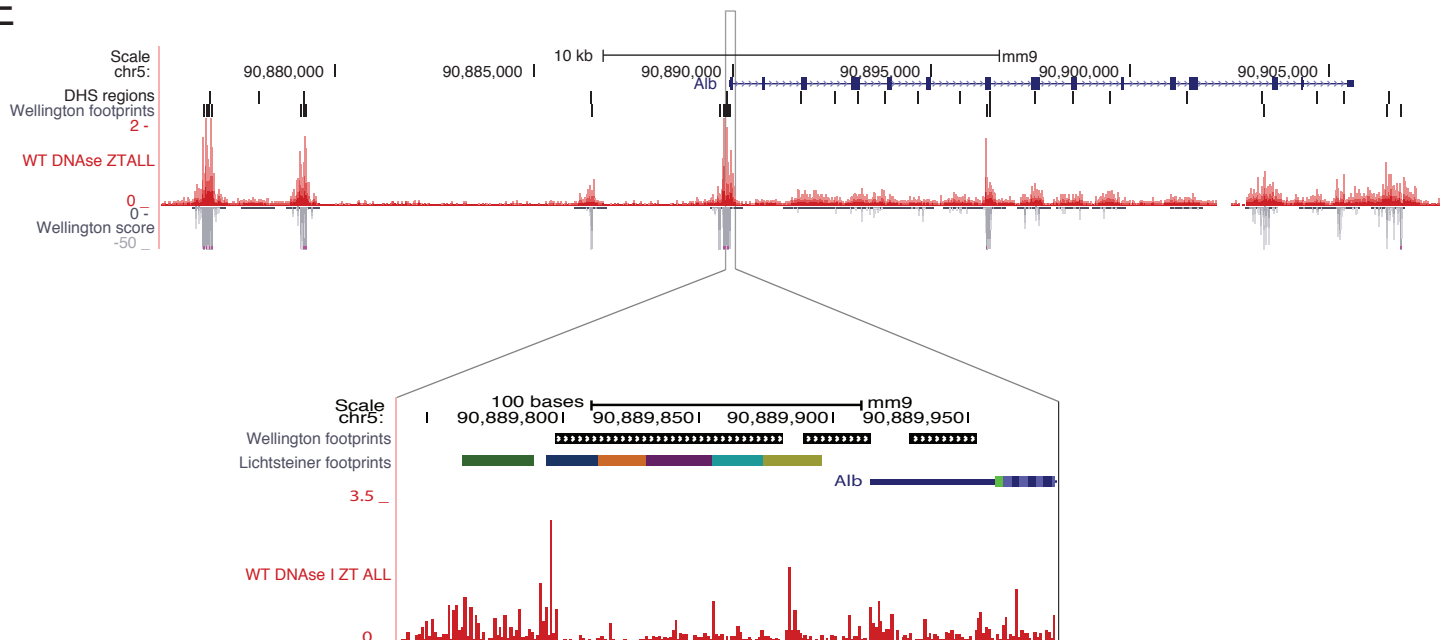 Scale 10 kb mm9
chr5: 90,880,000 90,885,000 90,890,000 90,895,000 90,900,000 90,905,000
Alb
DHS regions
Wellington footprints
2 -
WT DNAse ZTALL
0 _
0 -
Wellington score
-50 _
Scale 100 bases mm9
chr5: 90,889,800 90,889,850 90,889,900 90,889,950
Wellington footprints
Lichtsteiner footprints
Alb
3.5 _
WT DNAse I ZT ALL
0